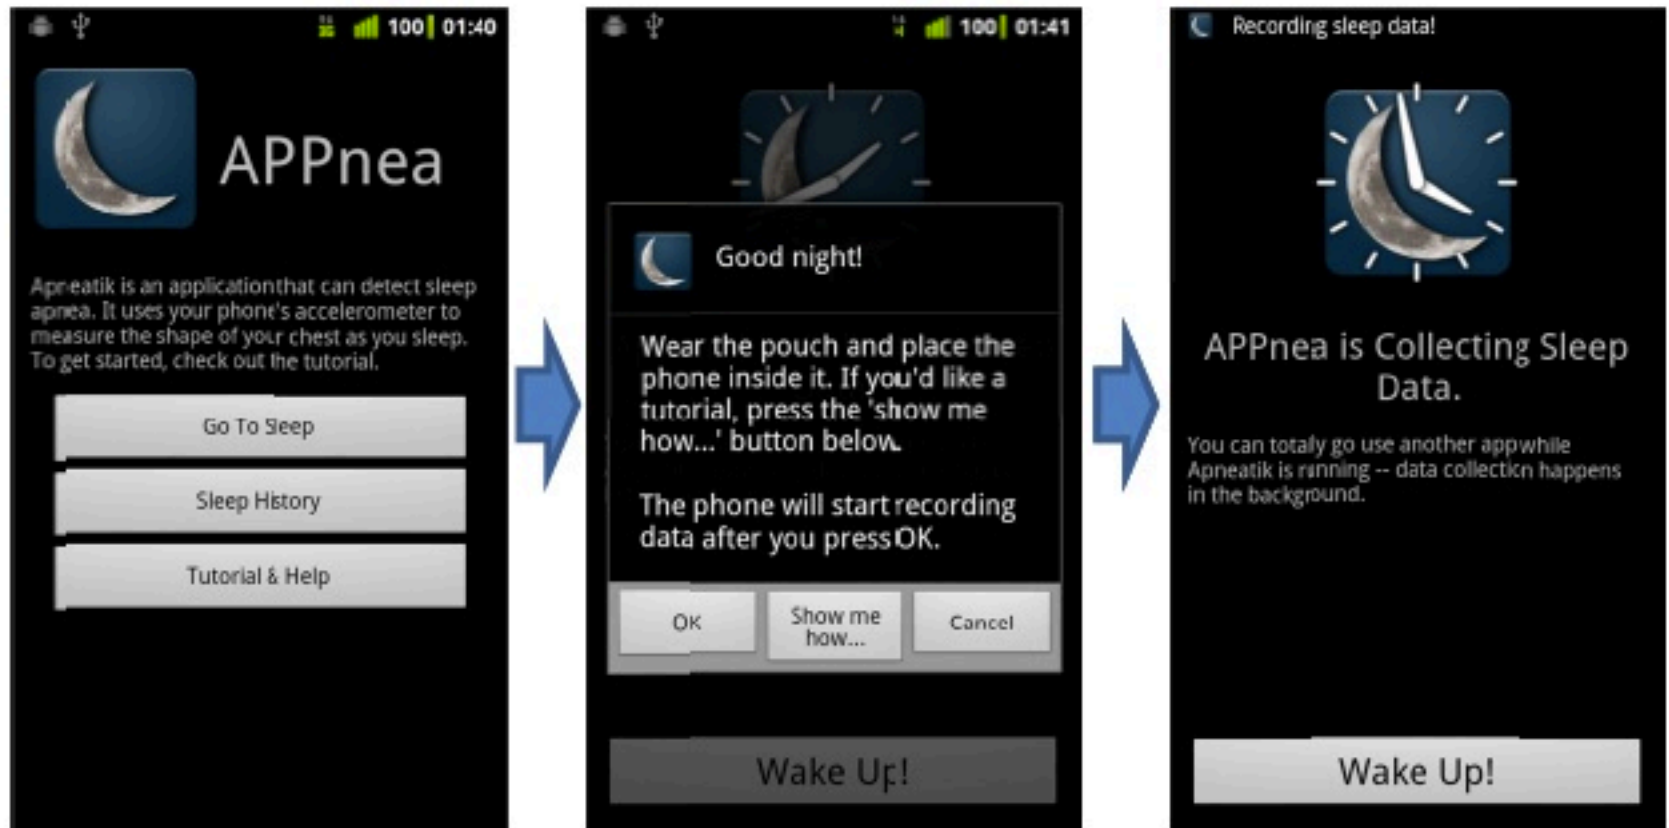 100 01:40
APPnea
Apneatik is an application that can detect sleep
apnea. It uses your phone's accelerometer to
measure the shape of your chest as you sleep.
To get started, check out the tutorial.
Go To Sleep
Sleep History
Tutorial & Help
100 01:41
Good night!
Wear the pouch and place the
phone inside it. If you'd like a
tutorial, press the 'show me
how...' button below.
The phone will start recording
data after you press OK.
OK
Show me
how...
Cancel
Wake Up!
Recording sleep data!
APPnea is Collecting Sleep
Data.
You can totally go use another app while
Apneatik is running -- data collection happens
in the background.
Wake Up!